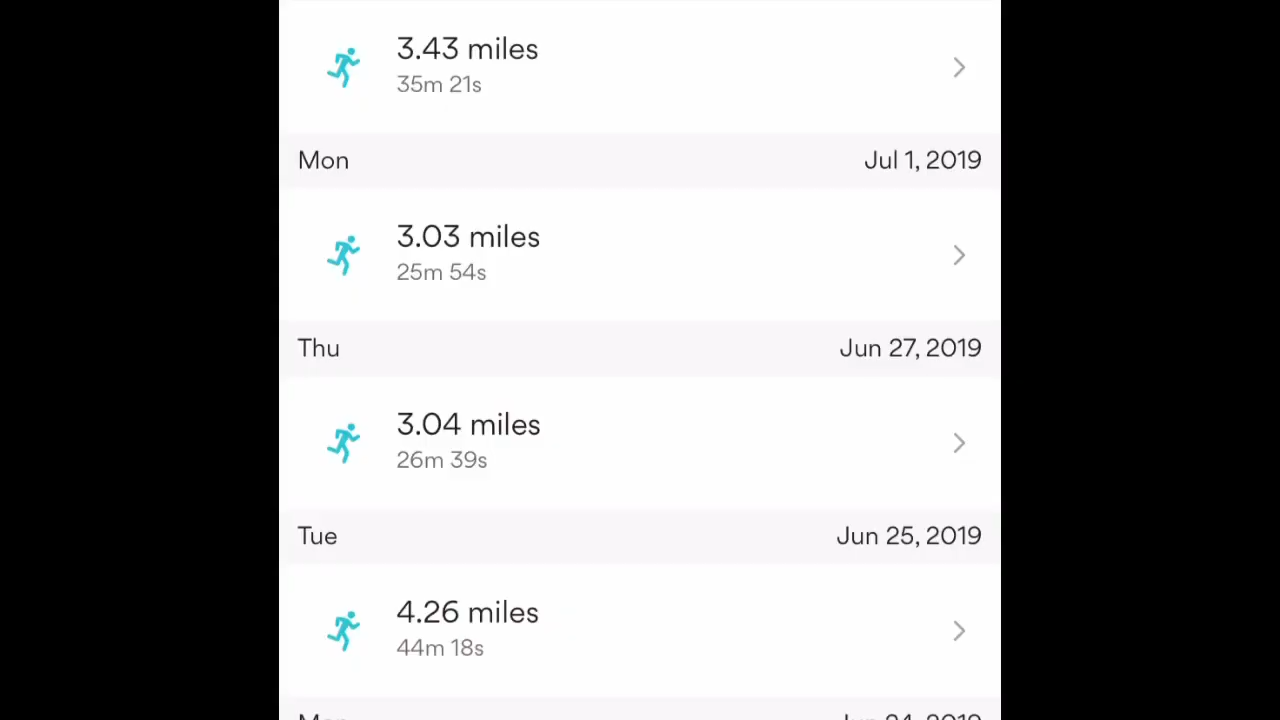 3.43 miles
35m 21s
Mon Jul 1, 2019
3.03 miles
25m 54s
Thu Jun 27, 2019
3.04 miles
26m 39s
Tue Jun 25, 2019
4.26 miles
44m 18s